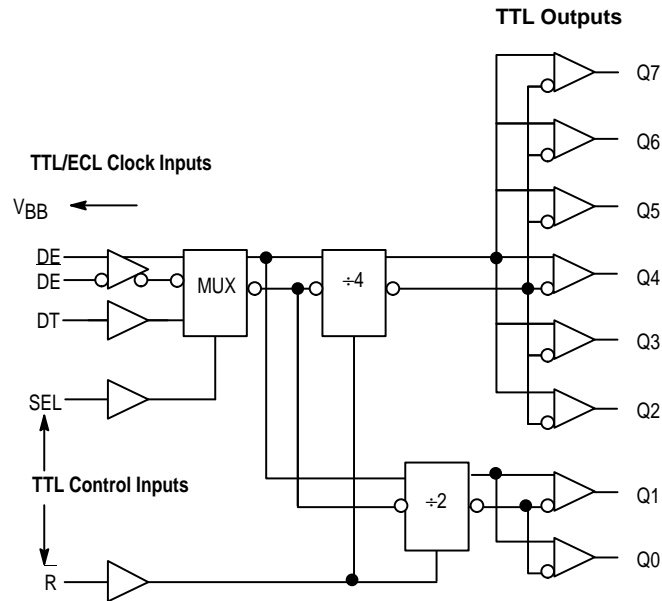 TTL Outputs
Q7
Q6
TTL/ECL Clock Inputs
VBB
Q5
DE
DE
MUX
÷4
Q4
DT
Q3
SEL
Q2
TTL Control Inputs
÷2
Q1
R
Q0